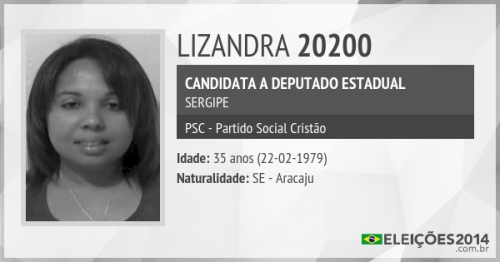 LIZANDRA 20200
CANDIDATA A DEPUTADO ESTADUAL
SERGIPE
PSC - Partido Social Cristão
Idade: 35 anos (22-02-1979)
Naturalidade: SE - Aracaju
ELEIÇÕES2014
.com.br